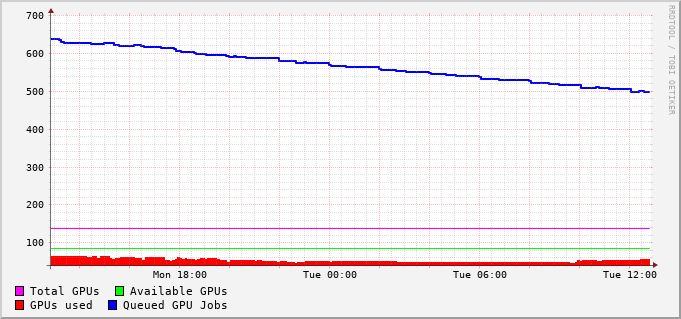 RRDTOOL / TOBI OETIKER
700
600
500
400
300
200
100
Mon 18:00 Tue 00:00 Tue 06:00 Tue 12:00
Total GPUs Available GPUs
GPUs used Queued GPU Jobs